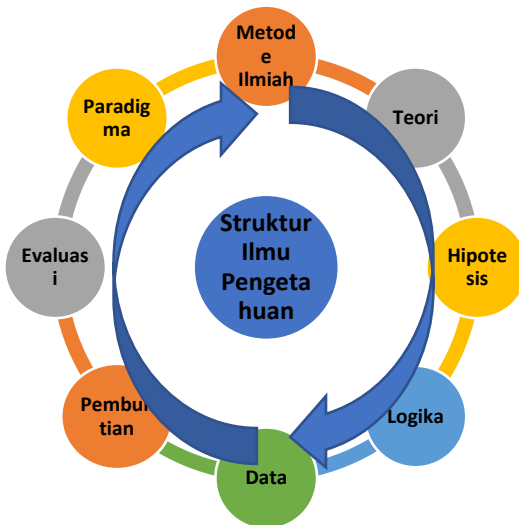 Metod
e
Ilmiah
Teori
Hipote
sis
Logika
Data
Pembu
tian
Evaluas
i
Paradig
ma
Struktur
Ilmu
Pengeta
huan